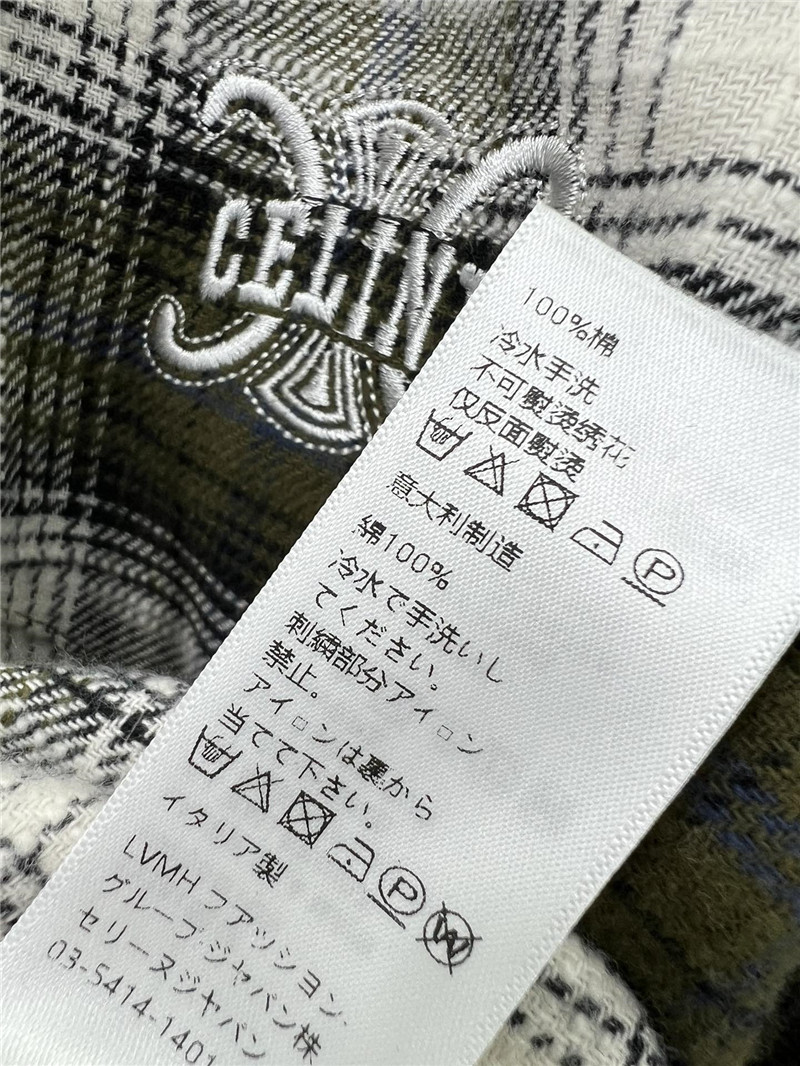 CELIN
100%棉
冷水手洗
不可熨烫绣花
仅反面熨烫
P
意大利制造
綿100%
冷水で手洗いし
てください。
刺繍部分アイロン
禁止。
アイロンは裏から
当てて下さい。
P W
イタリア製
LVMH ファッション.
グループ.ジャパン株
セリーヌジャパン
03-5414-1401